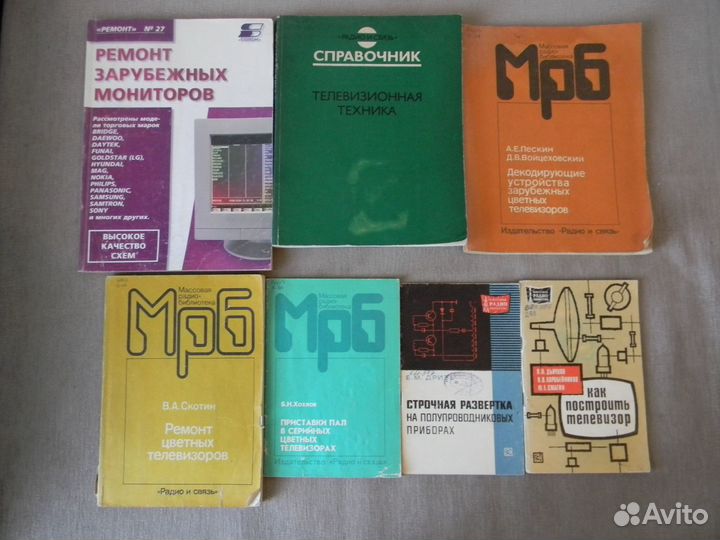 «РЕМОНТ» № 27
РЕМОНТ
ЗАРУБЕЖНЫХ
МОНИТОРОВ
Рассмотрены моде-
ли торговых марок
BRIDGE,
DAEWOO,
DAYTEK,
FUNAI,
GOLDSTAR (LG),
HYUNDAI,
MAG,
NOKIA,
PHILIPS,
PANASONIC,
SAMSUNG,
SAMTRON,
SONY
и многих других.
ВЫСОКОЕ
КАЧЕСТВО
СХЕМ
«РАДИО И СВЯЗЬ»
СПРАВОЧНИК
ТЕЛЕВИЗИОННАЯ
ТЕХНИКА
Массовая
радио-
библиотека
Мрб
А.Е.Пескин
Д.В.Войцеховский
Декодирующие
устройства
зарубежных
цветных
телевизоров
Издательство «Радио и связь»
Массовая
радио-
библиотека
Мрб
В.А.Скотин
Ремонт
цветных
телевизоров
«Радио и связь»
Массовая
радио-
библиотека
Мрб
Б.Н.Хохлов
ПРИСТАВКИ ПАЛ
В СЕРИЙНЫХ
ЦВЕТНЫХ
ТЕЛЕВИЗОРАХ
Издательство «Радио и связь»
СТРОЧНАЯ РАЗВЕРТКА
НА ПОЛУПРОВОДНИКОВЫХ
ПРИБОРАХ
КАК
ПОСТРОИТЬ
ТЕЛЕВИЗОР
Avito